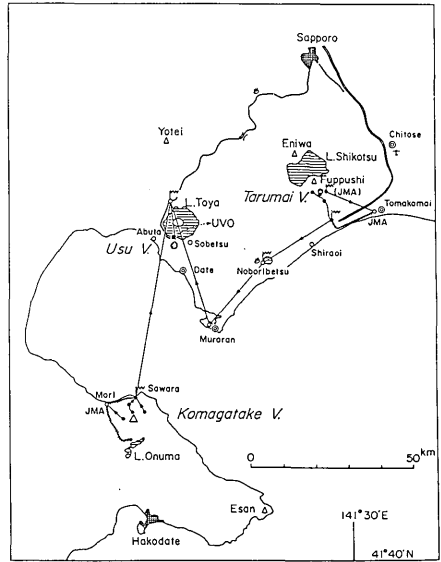 Sapporo
Yotei
Chitose
Eniwa
L. Shikotsu
Fuppushi
(JMA)
Tarumai V.
Tomakomai
JMA
L. Toya
UVO
Abuta
Sobetsu
Usu V.
Shiraoi
Noboribetsu
Date
Muroran
Mori
Sawara
JMA
Komagatake V.
L. Onuma
0 50 km
Esan
Hakodate
141°30'E
41°40'N